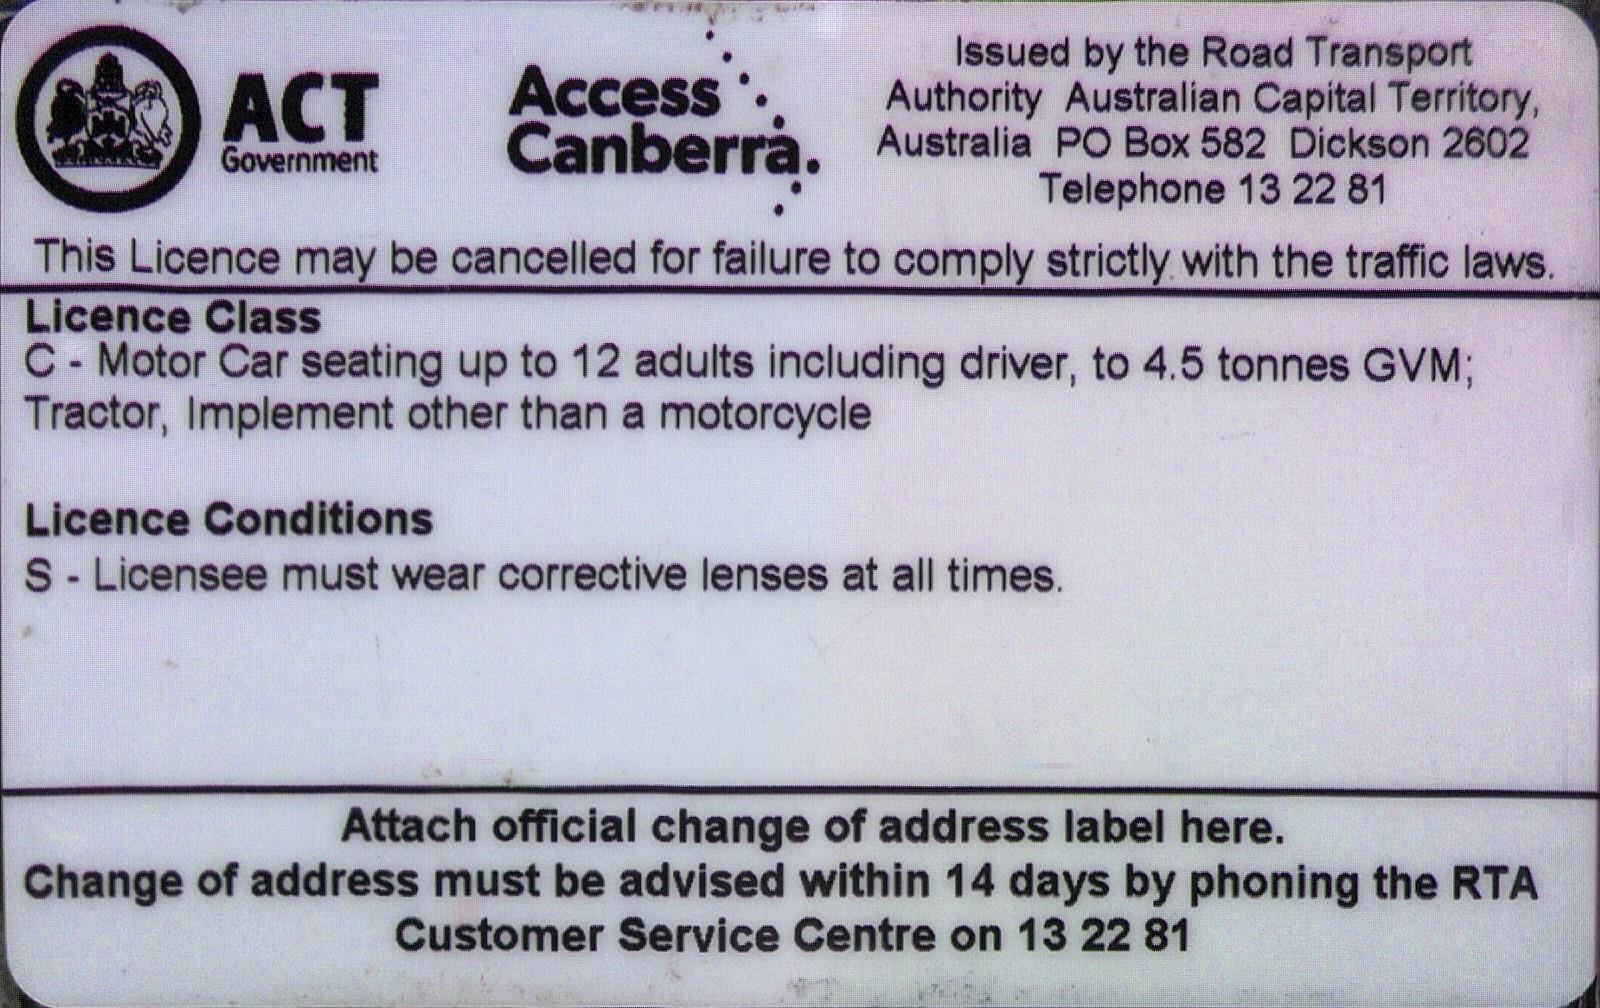 ACT
Government
Access
Canberra.
Issued by the Road Transport
Authority Australian Capital Territory,
Australia PO Box 582 Dickson 2602
Telephone 13 22 81
This Licence may be cancelled for failure to comply strictly with the traffic laws.
Licence Class
C - Motor Car seating up to 12 adults including driver, to 4.5 tonnes GVM;
Tractor, Implement other than a motorcycle
Licence Conditions
S - Licensee must wear corrective lenses at all times.
Attach official change of address label here.
Change of address must be advised within 14 days by phoning the RTA
Customer Service Centre on 13 22 81